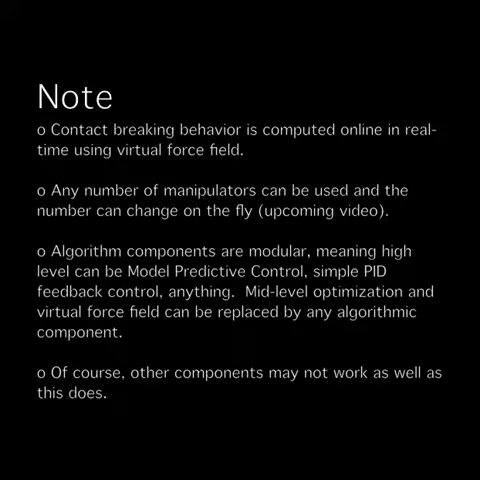 Note
o Contact breaking behavior is computed online in real-
time using virtual force field.
o Any number of manipulators can be used and the
number can change on the fly (upcoming video).
o Algorithm components are modular, meaning high
level can be Model Predictive Control, simple PID
feedback control, anything.  Mid-level optimization and
virtual force field can be replaced by any algorithmic
component.
o Of course, other components may not work as well as
this does.